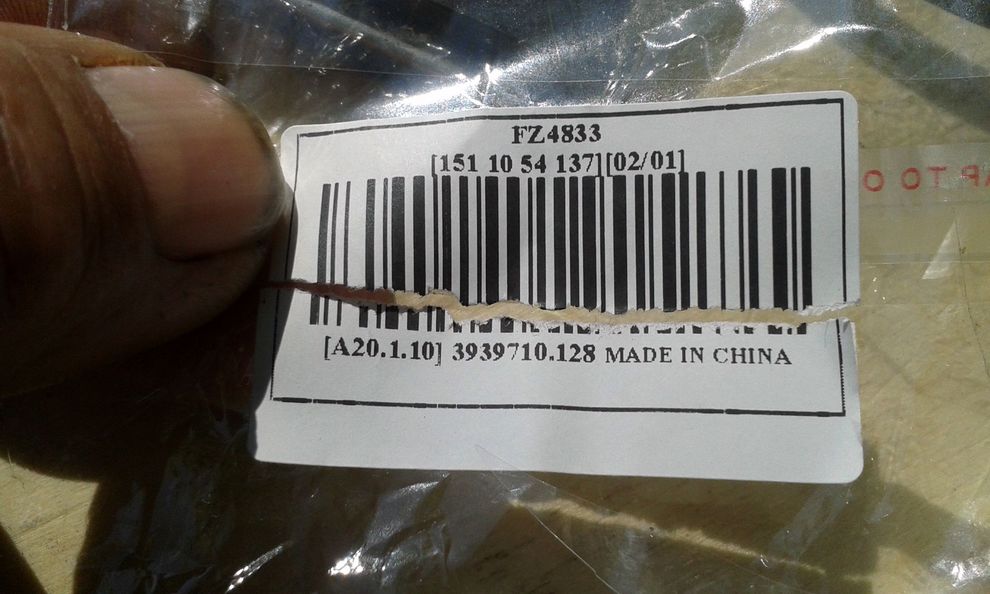 FZ4833
[151 10 54 137][02/01]
[A20.1.10] 3939710.128 MADE IN CHINA